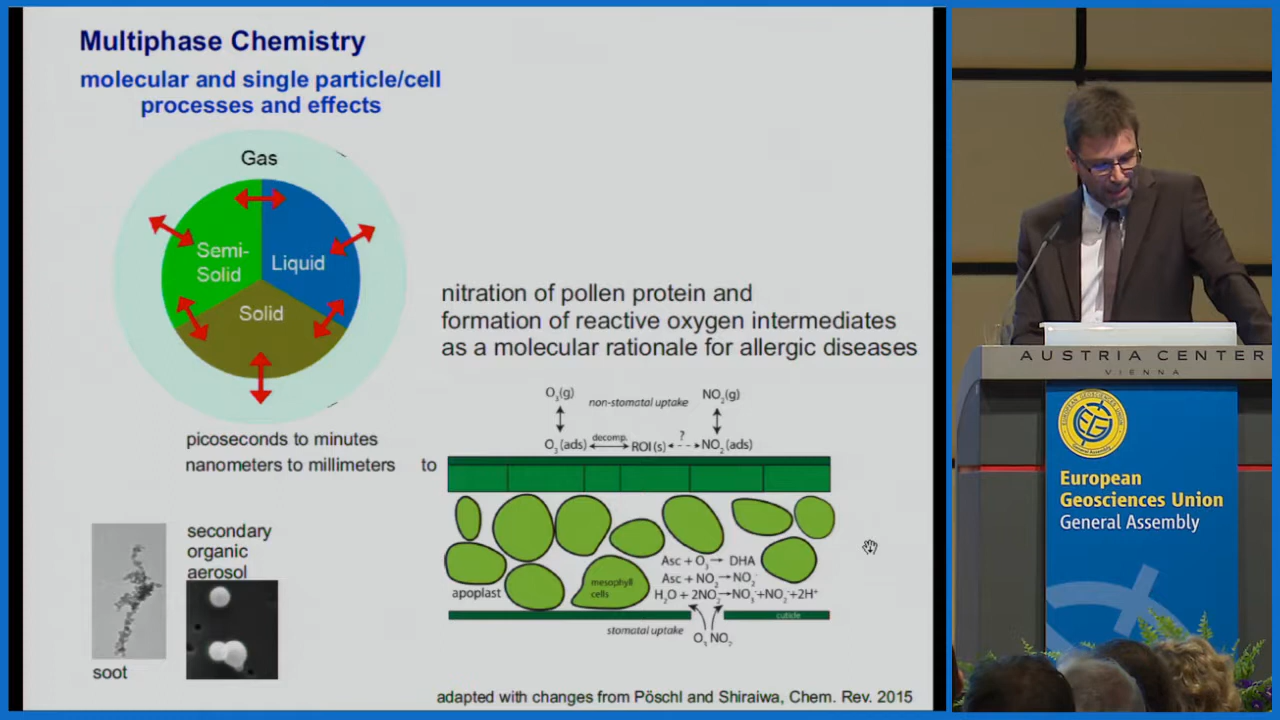 Multiphase Chemistry
molecular and single particle/cell
processes and effects
Gas
Semi-
Solid
Liquid
Solid
picoseconds to minutes
nanometers to millimeters to
secondary
organic
aerosol
soot
nitration of pollen protein and
formation of reactive oxygen intermediates
as a molecular rationale for allergic diseases
O₃(g)
non-stomatal uptake
NO₂(g)
O₃(ads)
decomp.
ROI(s)
?
NO₂(ads)
Asc + O₃→ DHA
Asc + NO₂→NO₂⁻
H₂O + 2NO₂→NO₃⁻+NO₂⁻+2H⁺
mesophyll
cells
apoplast
cuticle
stomatal uptake
O₃ NO₂
adapted with changes from Pöschl and Shiraiwa, Chem. Rev. 2015
AUSTRIA CENTER
VIENNA
European
Geosciences Union
General Assembly